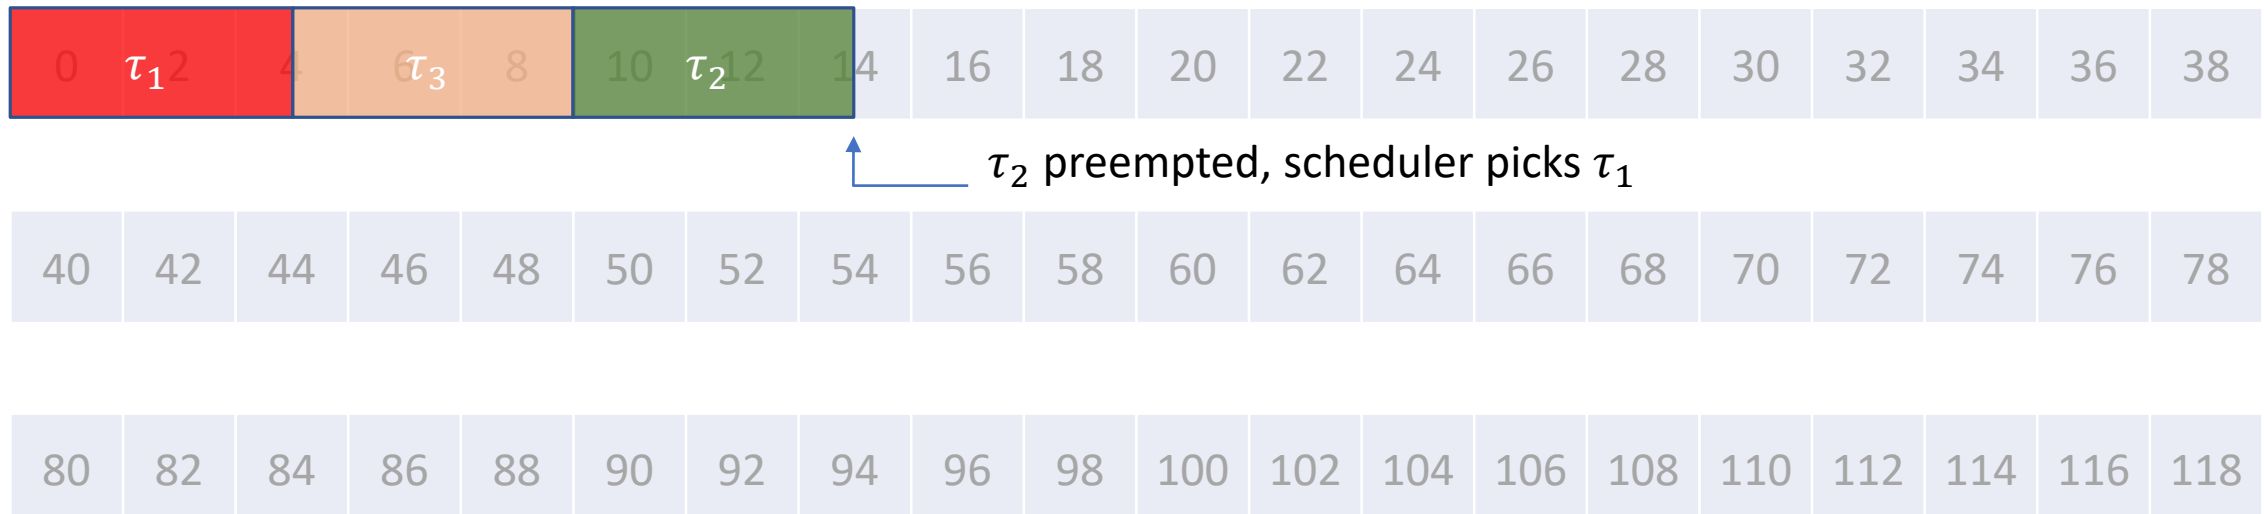 0 τ₁ 2 4 6 τ₃ 8 10 τ₂ 12 14 16 18 20 22 24 26 28 30 32 34 36 38
τ₂ preempted, scheduler picks τ₁
40 42 44 46 48 50 52 54 56 58 60 62 64 66 68 70 72 74 76 78
80 82 84 86 88 90 92 94 96 98 100 102 104 106 108 110 112 114 116 118